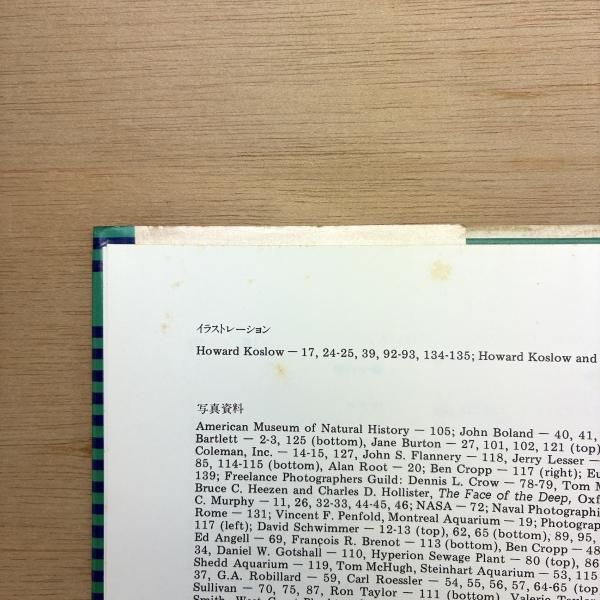 イラストレーション
Howard Koslow — 17, 24-25, 39, 92-93, 134-135; Howard Koslow and
写真資料
American Museum of Natural History — 105; John Boland — 40, 41,
Bartlett — 2-3, 125 (bottom), Jane Burton — 27, 101, 102, 121 (top)
Coleman, Inc. — 14-15, 127, John S. Flannery — 118, Jerry Lesser —
85, 114-115 (bottom), Alan Root — 20; Ben Cropp — 117 (right); Eu
139; Freelance Photographers Guild: Dennis L. Crow — 78-79, Tom M
Bruce C. Heezen and Charles D. Hollister, The Face of the Deep, Oxf
C. Murphy — 11, 26, 32-33, 44-45, 46; NASA — 72; Naval Photographi
Rome — 131; Vincent F. Penfold, Montreal Aquarium — 19; Photograp
117 (left); David Schwimmer — 12-13 (top), 62, 65 (bottom), 89, 95,
Ed Angell — 69, François R. Brenot — 113 (bottom), Ben Cropp — 48
34, Daniel W. Gotshall — 110, Hyperion Sewage Plant — 80 (top), 86
Shedd Aquarium — 119, Tom McHugh, Steinhart Aquarium — 53, 115
37, G.A. Robillard — 59, Carl Roessler — 54, 55, 56, 57, 64-65 (top
Sullivan — 70, 75, 87, Ron Taylor — 111 (bottom), Valerie Taylor